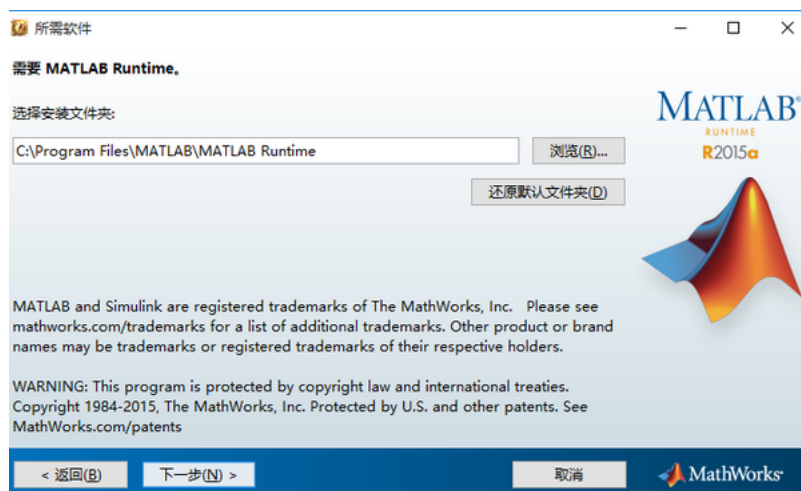 所需软件
需要 MATLAB Runtime。
选择安装文件夹:
C:\Program Files\MATLAB\MATLAB Runtime
浏览(R)...
还原默认文件夹(D)
MATLAB®
RUNTIME
R2015a
MATLAB and Simulink are registered trademarks of The MathWorks, Inc. Please see
mathworks.com/trademarks for a list of additional trademarks. Other product or brand
names may be trademarks or registered trademarks of their respective holders.
WARNING: This program is protected by copyright law and international treaties.
Copyright 1984-2015, The MathWorks, Inc. Protected by U.S. and other patents. See
MathWorks.com/patents
< 返回(B)
下一步(N) >
取消
MathWorks®